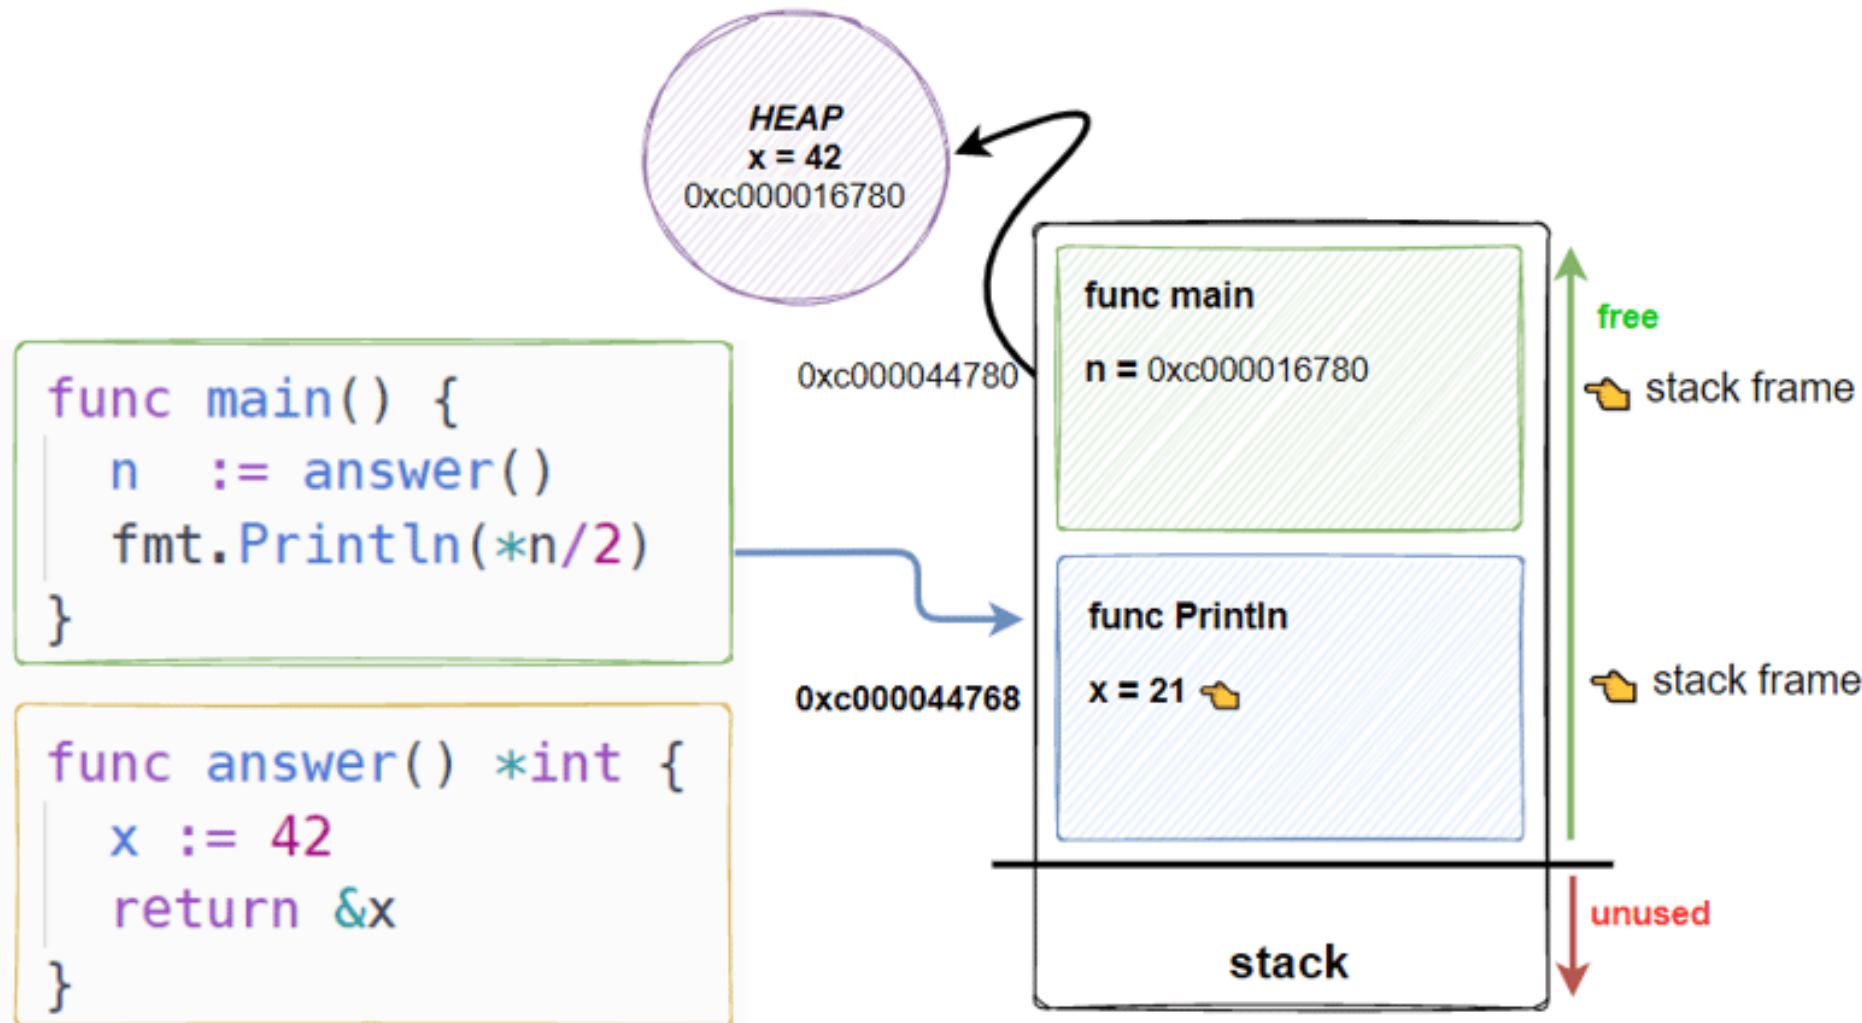 HEAP
x = 42
0xc000016780
func main() {
n := answer()
fmt.Println(*n/2)
}
func answer() *int {
x := 42
return &x
}
0xc000044780
0xc000044768
func main
n = 0xc000016780
func Println
x = 21
stack
free
stack frame
stack frame
unused